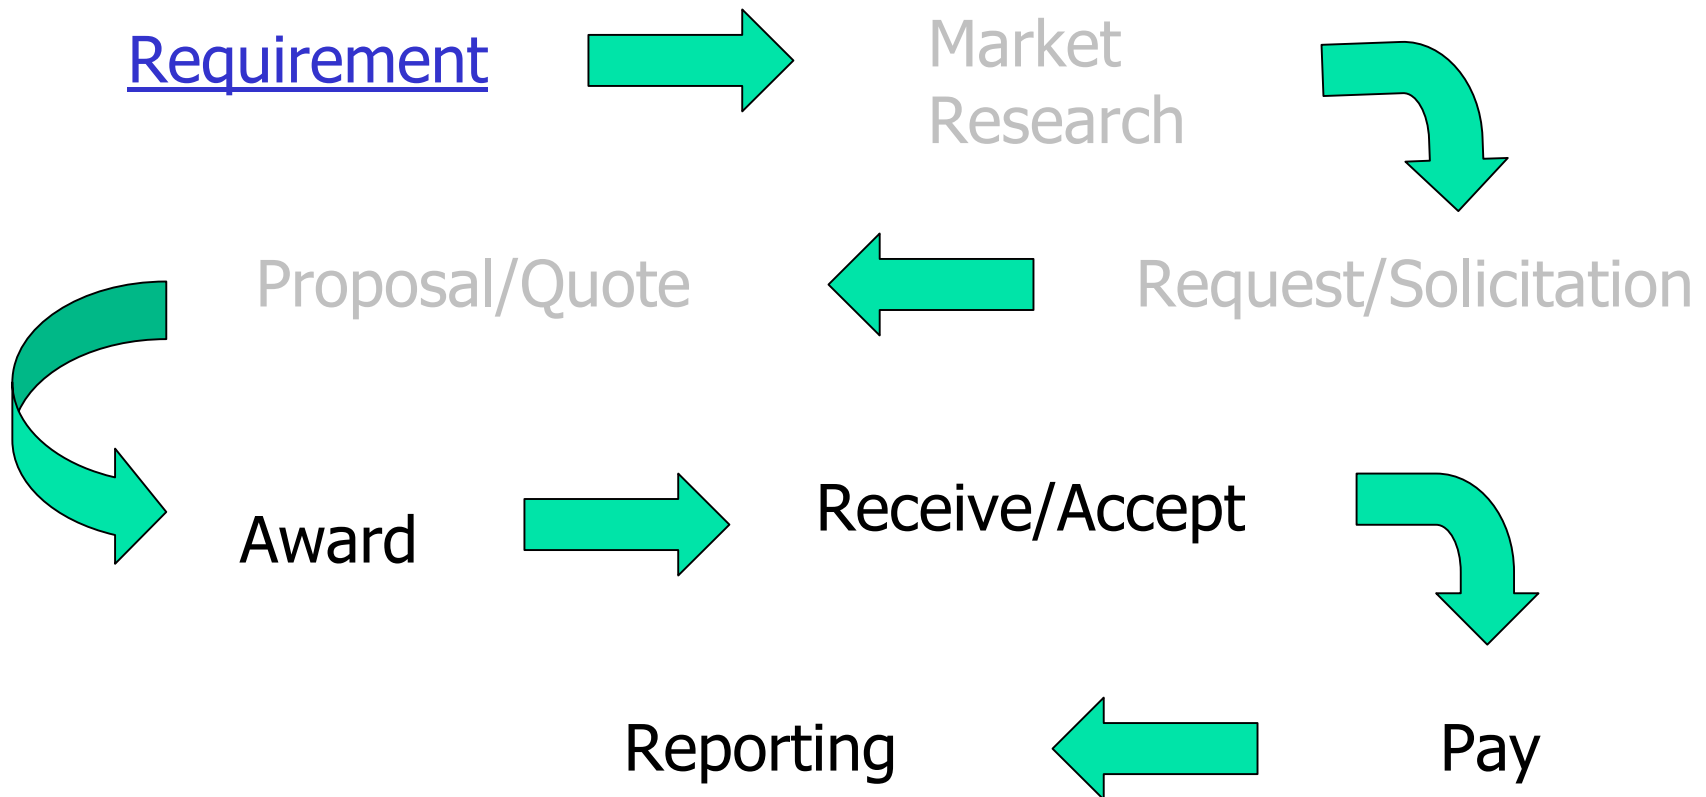 Requirement
Market
Research
Request/Solicitation
Proposal/Quote
Award
Receive/Accept
Pay
Reporting